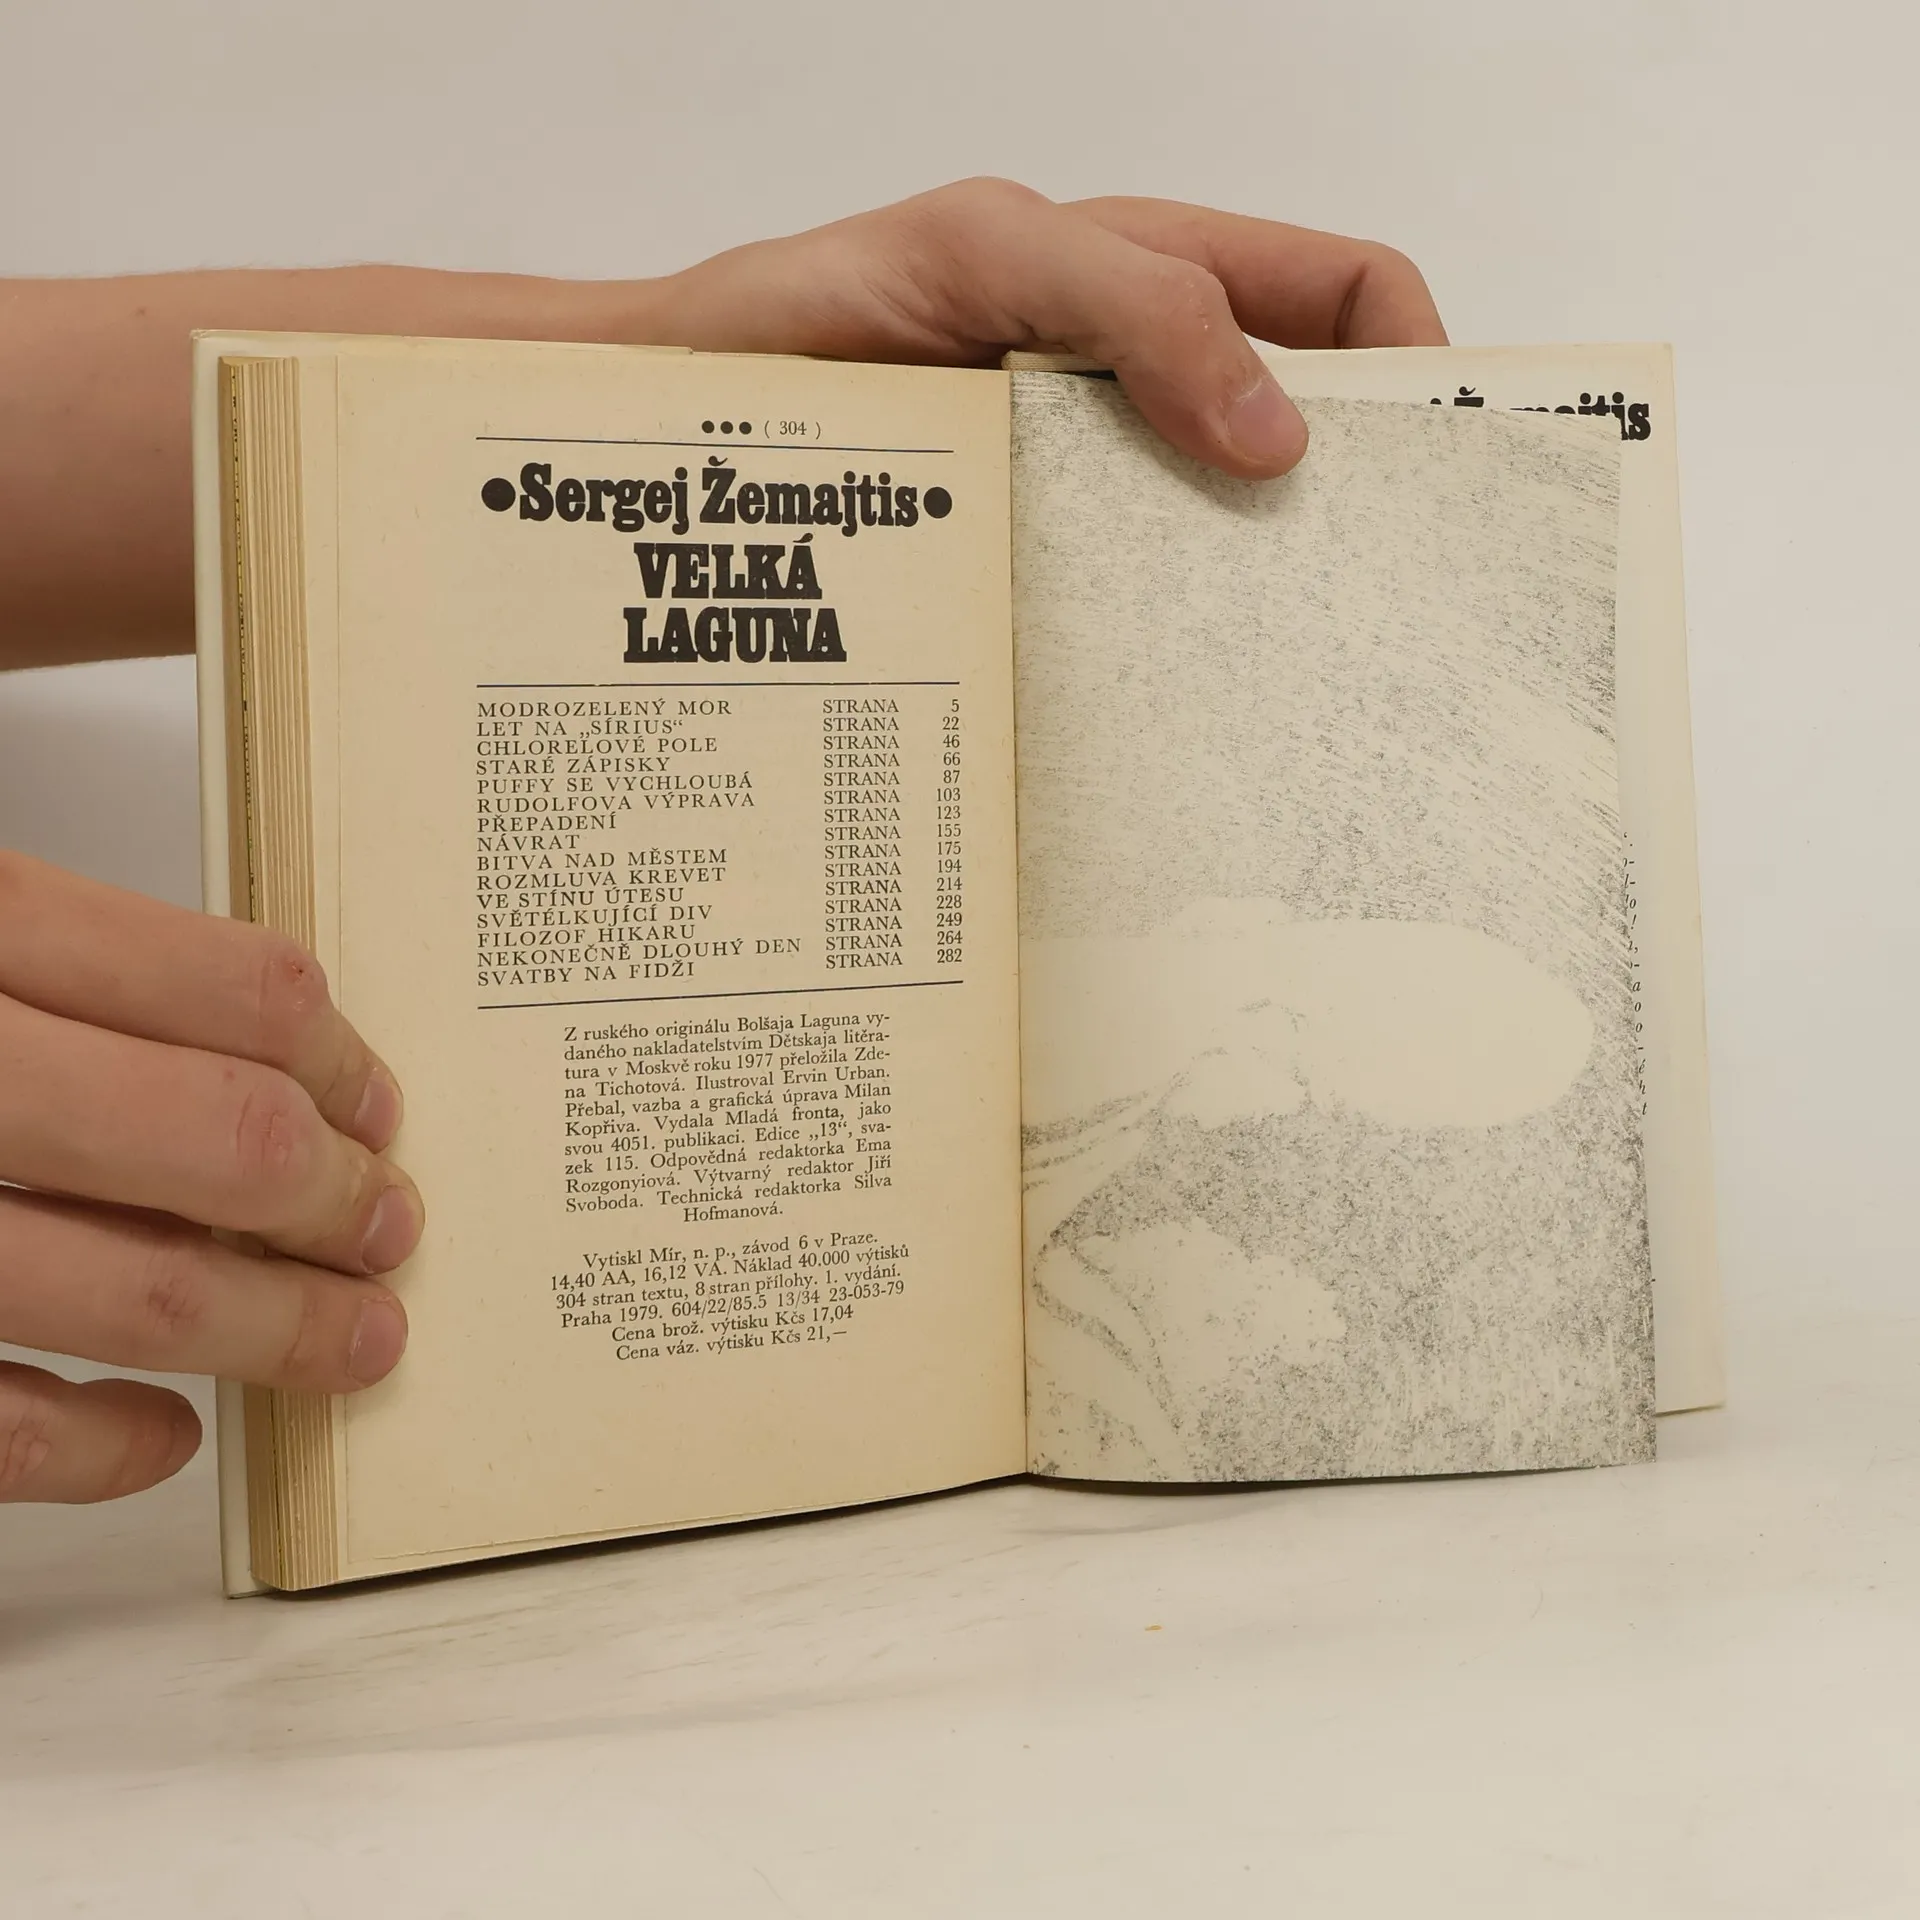 ●●● ( 304 )
●Sergej Žemajtis●
VELKÁ
LAGUNA
MODROZELENÝ MOR STRANA 5
LET NA „SÍRIUS“ STRANA 22
CHLORELOVÉ POLE STRANA 46
STARÉ ZÁPISKY STRANA 66
PUFFY SE VYCHLOUBÁ STRANA 87
RUDOLFOVA VÝPRAVA STRANA 103
PŘEPADENÍ STRANA 123
NÁVRAT STRANA 155
BITVA NAD MĚSTEM STRANA 175
ROZMLUVA KREVET STRANA 194
VE STÍNU ÚTESU STRANA 214
SVĚTÉLKUJÍCÍ DIV STRANA 228
FILOZOF HIKARU STRANA 249
NEKONEČNĚ DLOUHÝ DEN STRANA 264
SVATBY NA FIDŽI STRANA 282
Z ruského originálu Bolšaja Laguna vy-
daného nakladatelstvím Dětskaja litěra-
tura v Moskvě roku 1977 přeložila Zde-
na Tichotová. Ilustroval Ervin Urban.
Přebal, vazba a grafická úprava Milan
Kopřiva. Vydala Mladá fronta, jako
svou 4051. publikaci. Edice „13“, sva-
zek 115. Odpovědná redaktorka Ema
Rozgonyiová. Výtvarný redaktor Jiří
Svoboda. Technická redaktorka Silva
Hofmanová.
Vytiskl Mír, n. p., závod 6 v Praze.
14,40 AA, 16,12 VA. Náklad 40.000 výtisků
304 stran textu, 8 stran přílohy. 1. vydání.
Praha 1979. 604/22/85.5 13/34 23-053-79
Cena brož. výtisku Kčs 17,04
Cena váz. výtisku Kčs 21,—
Žemajtis